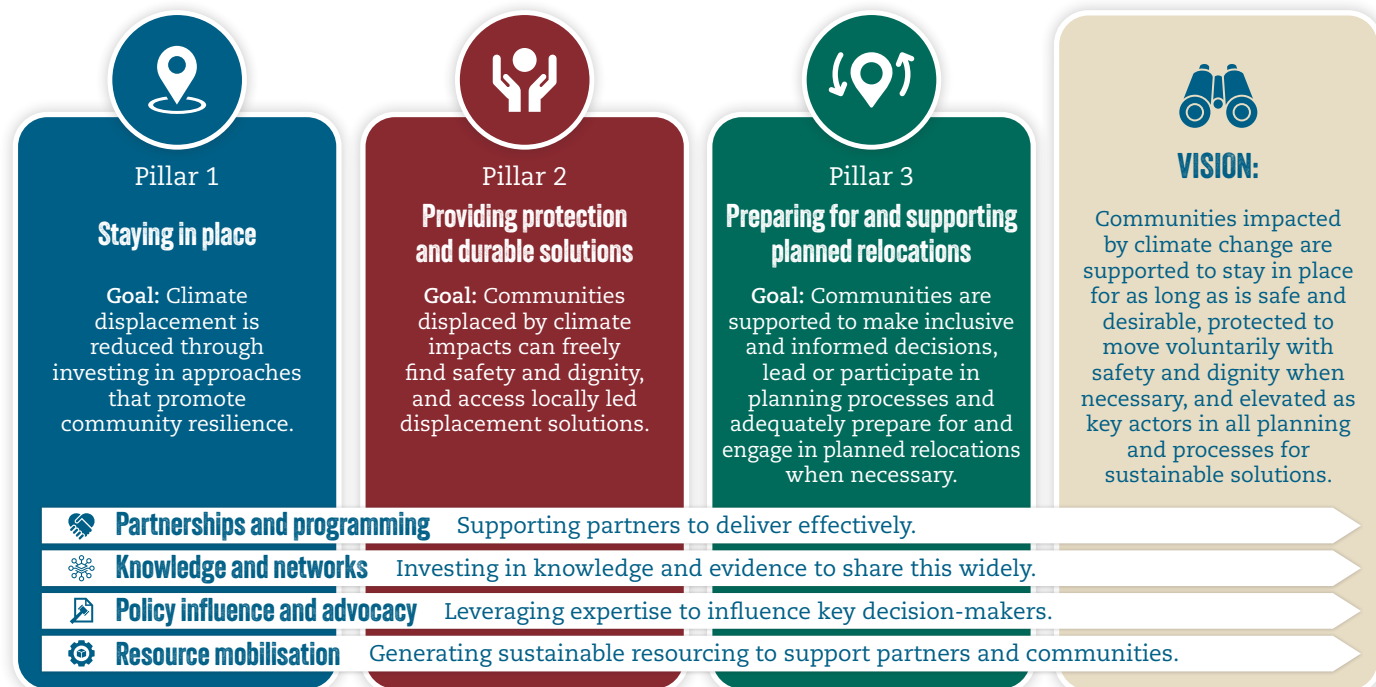 Pillar 1
Staying in place
Goal: Climate
displacement is
reduced through
investing in approaches
that promote
community resilience.
Pillar 2
Providing protection
and durable solutions
Goal: Communities
displaced by climate
impacts can freely
find safety and dignity,
and access locally led
displacement solutions.
Pillar 3
Preparing for and supporting
planned relocations
Goal: Communities are
supported to make inclusive
and informed decisions,
lead or participate in
planning processes and
adequately prepare for and
engage in planned relocations
when necessary.
VISION:
Communities impacted
by climate change are
supported to stay in place
for as long as is safe and
desirable, protected to
move voluntarily with
safety and dignity when
necessary, and elevated as
key actors in all planning
and processes for
sustainable solutions.
Partnerships and programming Supporting partners to deliver effectively.
Knowledge and networks Investing in knowledge and evidence to share this widely.
Policy influence and advocacy Leveraging expertise to influence key decision-makers.
Resource mobilisation Generating sustainable resourcing to support partners and communities.